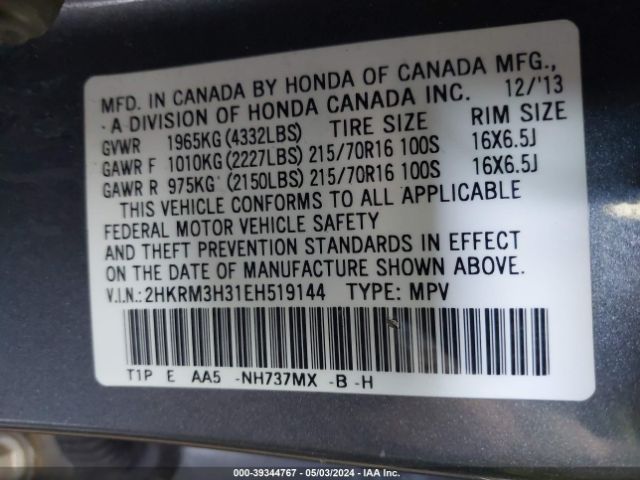 MFD. IN CANADA BY HONDA OF CANADA MFG.,
A DIVISION OF HONDA CANADA INC. 12/'13
GVWR 1965KG(4332LBS) TIRE SIZE RIM SIZE
GAWR F 1010KG(2227LBS) 215/70R16 100S 16X6.5J
GAWR R 975KG (2150LBS) 215/70R16 100S 16X6.5J
THIS VEHICLE CONFORMS TO ALL APPLICABLE
FEDERAL MOTOR VEHICLE SAFETY
AND THEFT PREVENTION STANDARDS IN EFFECT
ON THE DATE OF MANUFACTURE SHOWN ABOVE.
V.I.N.: 2HKRM3H31EH519144 TYPE: MPV
T1P E AA5 -NH737MX -B -H
000-39344767 - 05/03/2024 - IAA Inc.